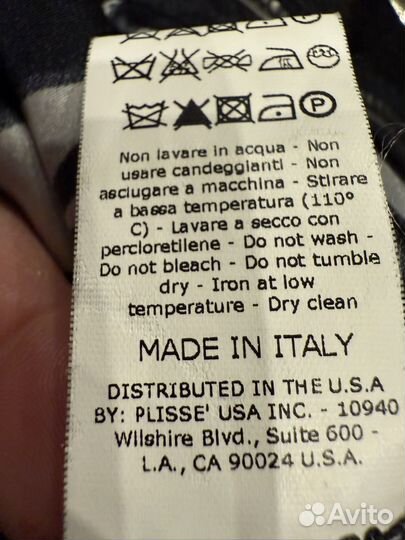 Non lavare in acqua - Non
usare candeggianti - Non
asciugare a macchina - Stirare
a bassa temperatura (110°
C) - Lavare a secco con
percloretilene - Do not wash -
Do not bleach - Do not tumble
dry - Iron at low
temperature - Dry clean
MADE IN ITALY
DISTRIBUTED IN THE U.S.A
BY: PLISSE' USA INC. - 10940
Wilshire Blvd., Suite 600 -
L.A., CA 90024 U.S.A.
Avito